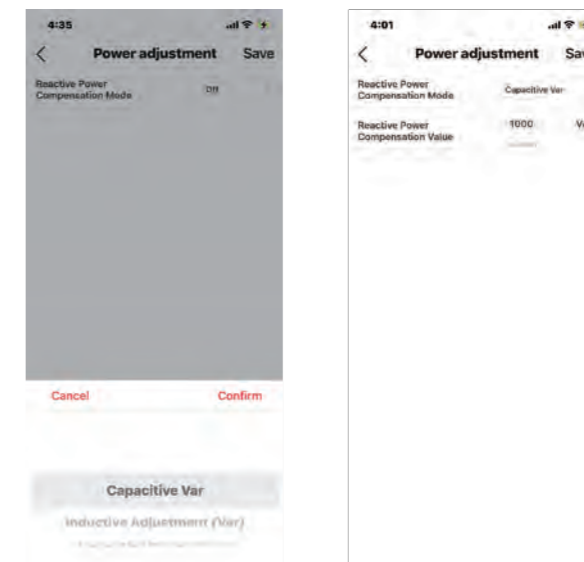 4:35
Power adjustment Save
Reactive Power
Compensation Mode
Off
Cancel Confirm
Capacitive Var
Inductive Adjustment (Var)
4:01
Power adjustment
Reactive Power
Compensation Mode
Capacitive Var
Reactive Power
Compensation Value
1000